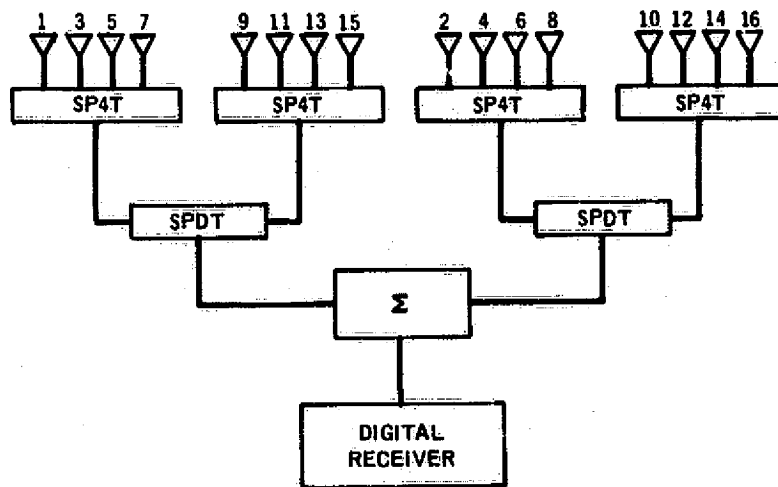 1 3 5 7 9 11 13 15 2 4 6 8 10 12 14 16
SP4T SP4T SP4T SP4T
SPDT SPDT
Σ
DIGITAL
RECEIVER